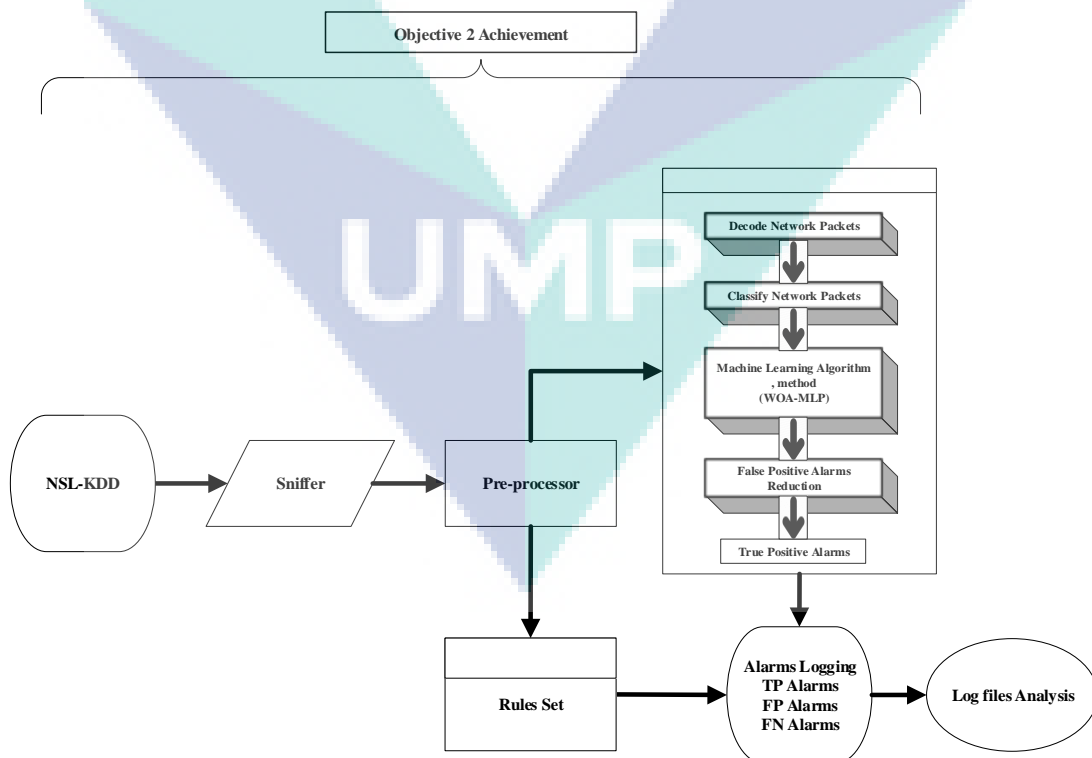 Objective 2 Achievement
UMP
Decode Network Packets
Classify Network Packets
Machine Learning Algorithm
, method
(WOA-MLP)
False Positive Alarms
Reduction
True Positive Alarms
NSL-KDD
Sniffer
Pre-processor
Rules Set
Alarms Logging
TP Alarms
FP Alarms
FN Alarms
Log files Analysis